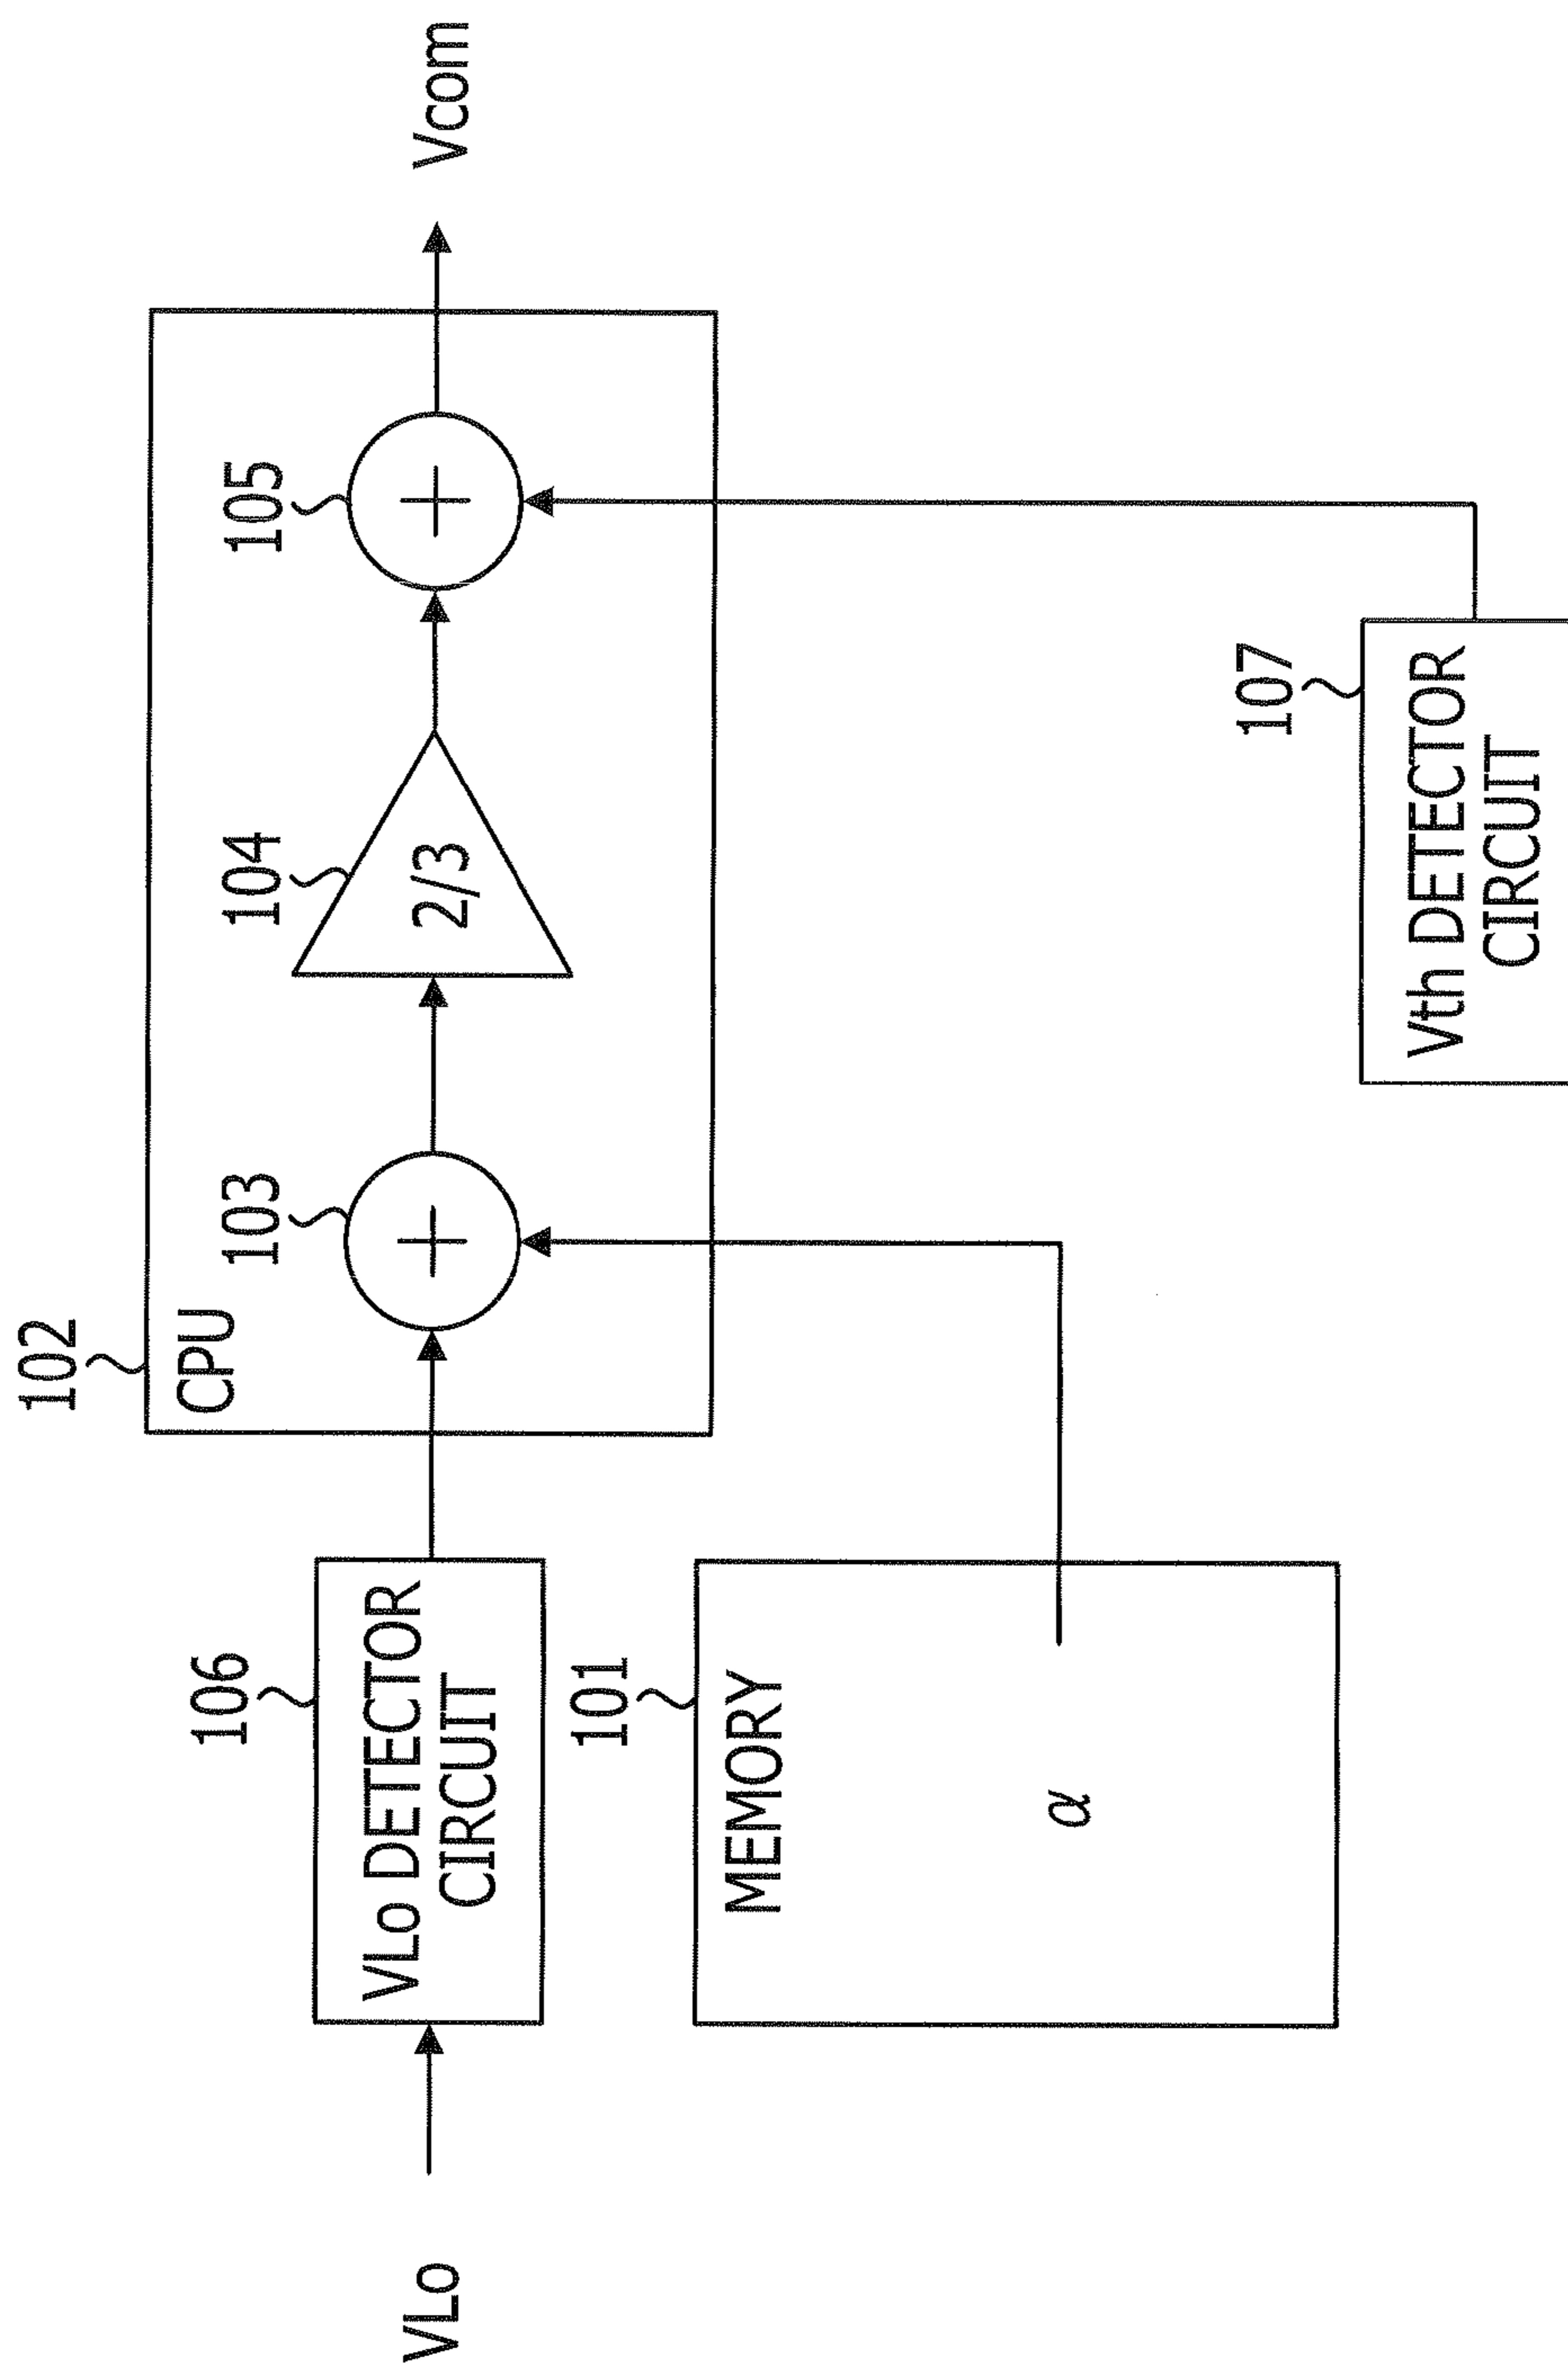 102
CPU
103
104
2/3
105
Vcom
VLo
106
VLo DETECTOR
CIRCUIT
101
MEMORY
α
107
Vth DETECTOR
CIRCUIT